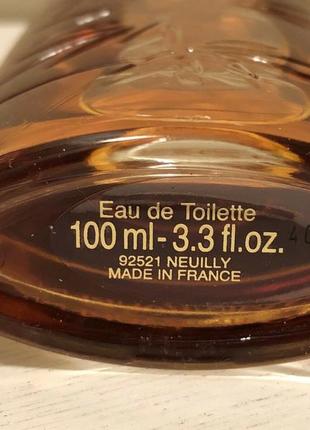 Eau de Toilette
100 ml - 3.3 fl.oz.
92521 NEUILLY
MADE IN FRANCE